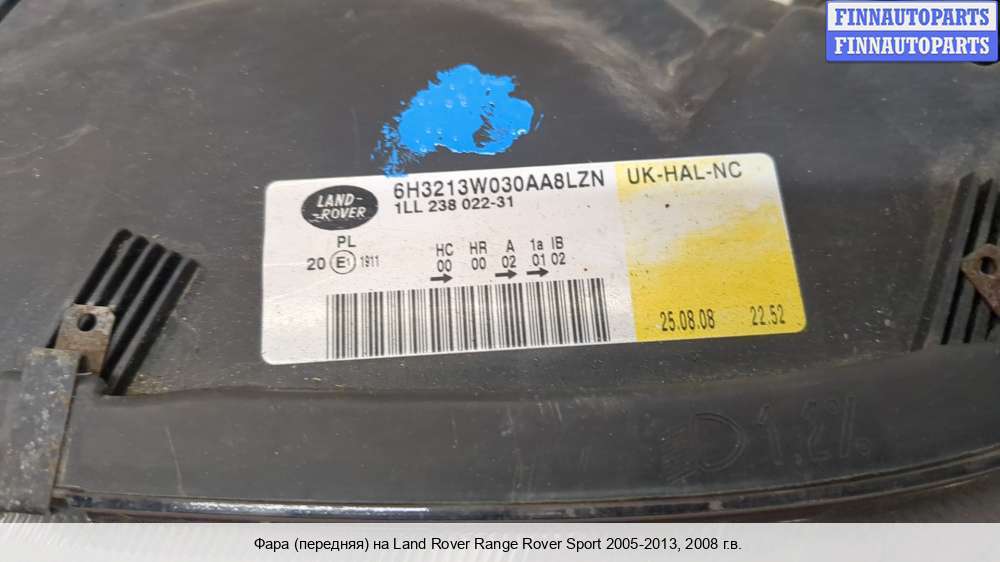 FINNAUTOPARTS
FINNAUTOPARTS
6H3213W030AA8LZN
1LL 238 022-31
UK-HAL-NC
LAND-
ROVER
PL
20 E1 1911
HC HR A 1a IB
00 00 02 01 02
25.08.08 22.52
1.2%
Фара (передняя) на Land Rover Range Rover Sport 2005-2013, 2008 г.в.